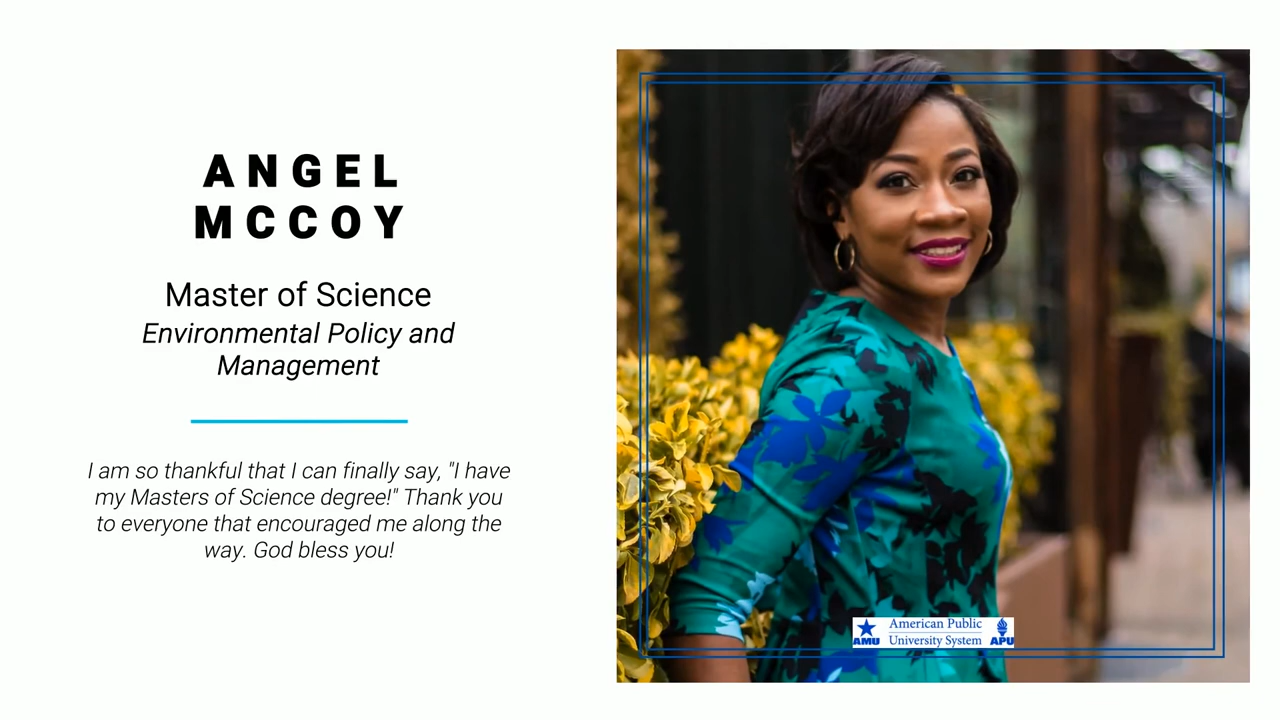 ANGEL
MCCOY
Master of Science
Environmental Policy and
Management
I am so thankful that I can finally say, "I have
my Masters of Science degree!" Thank you
to everyone that encouraged me along the
way. God bless you!
AMU
American Public
University System
APU